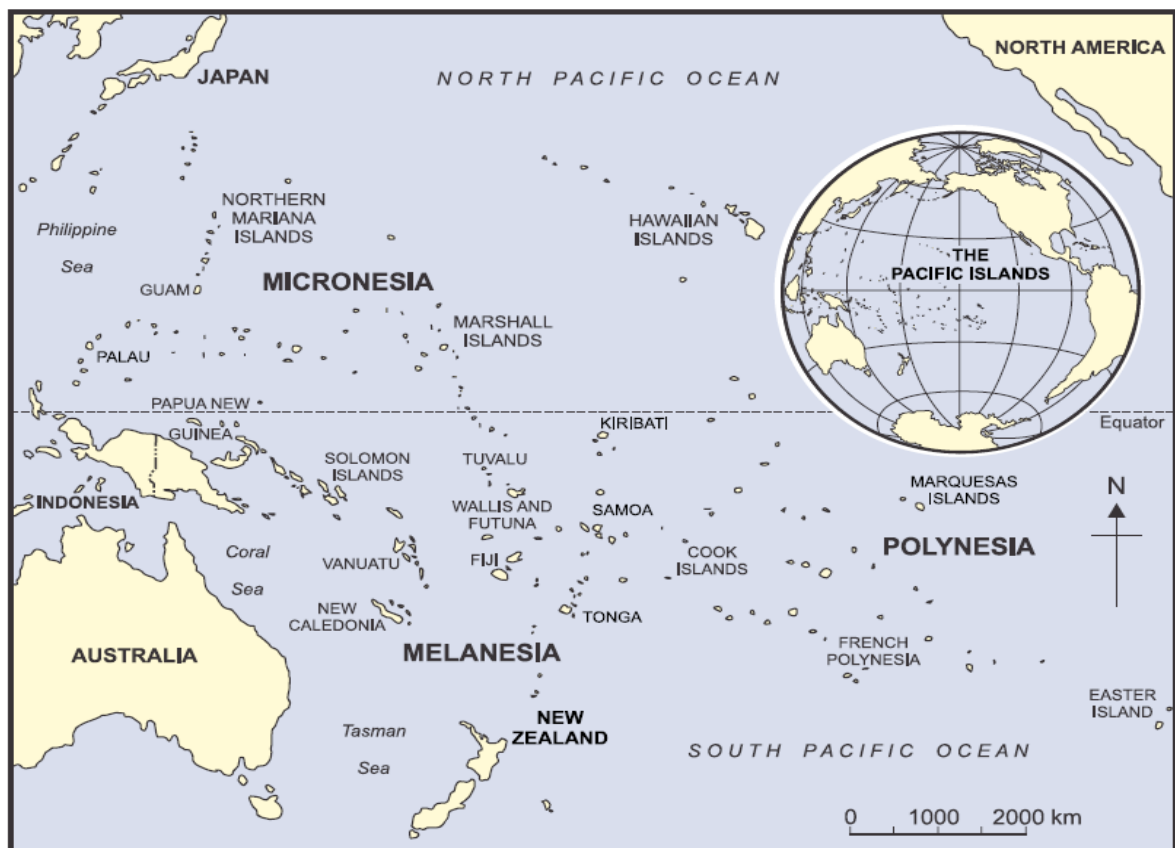 JAPAN
NORTH PACIFIC OCEAN
NORTH AMERICA
NORTHERN
MARIANA
ISLANDS
Philippine
Sea
HAWAIIAN
ISLANDS
THE
PACIFIC ISLANDS
GUAM
MICRONESIA
MARSHALL
ISLANDS
PALAU
PAPUA NEW
GUINEA
KIRIBATI
Equator
SOLOMON
ISLANDS
TUVALU
INDONESIA
WALLIS AND
FUTUNA
SAMOA
MARQUESAS
ISLANDS
N
Coral
Sea
VANUATU
FIJI
COOK
ISLANDS
POLYNESIA
NEW
CALEDONIA
TONGA
AUSTRALIA
MELANESIA
FRENCH
POLYNESIA
EASTER
ISLAND
Tasman
Sea
NEW
ZEALAND
SOUTH PACIFIC OCEAN
0 1000 2000 km